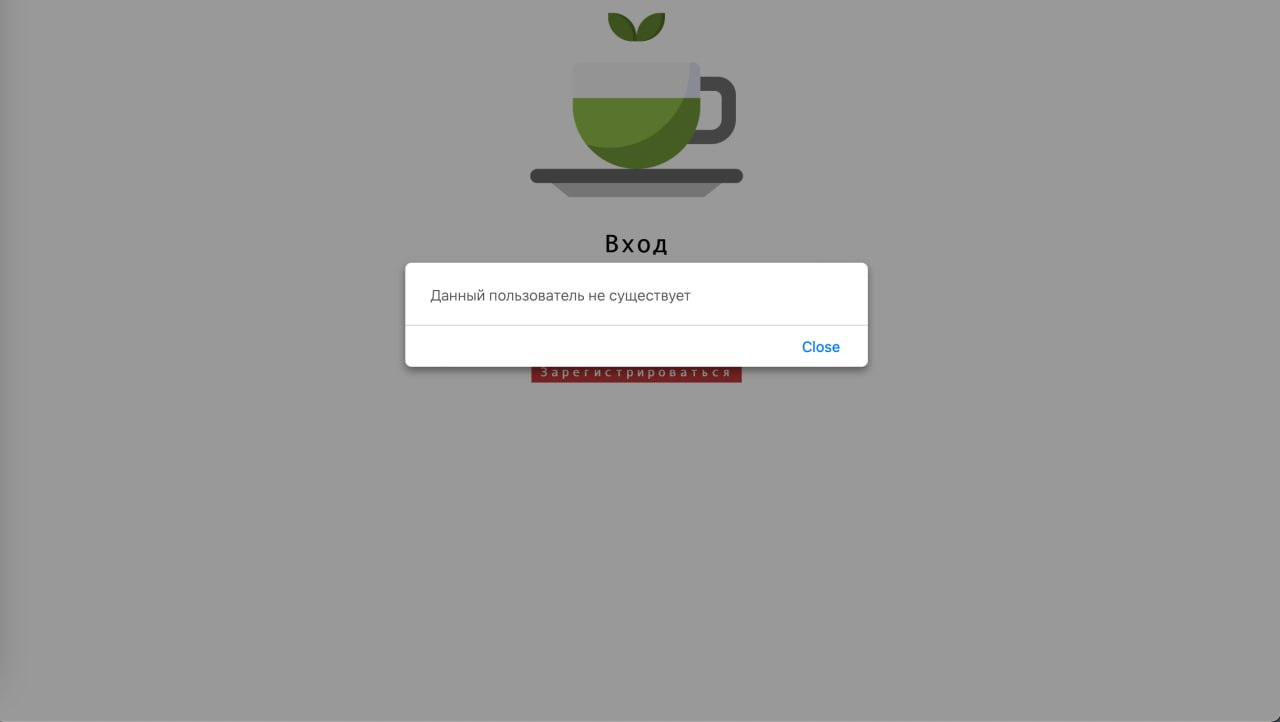 Вход
Данный пользователь не существует
Close
Зарегистрироваться